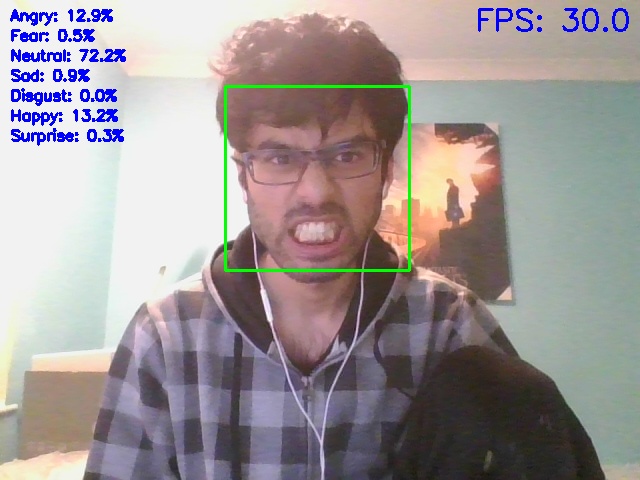 Angry: 12.9%
Fear: 0.5%
Neutral: 72.2%
Sad: 0.9%
Disgust: 0.0%
Happy: 13.2%
Surprise: 0.3%
FPS: 30.0